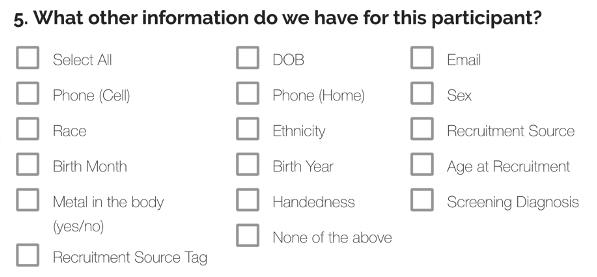 5. What other information do we have for this participant?
Select All
DOB
Email
Phone (Cell)
Phone (Home)
Sex
Race
Ethnicity
Recruitment Source
Birth Month
Birth Year
Age at Recruitment
Metal in the body
(yes/no)
Handedness
Screening Diagnosis
None of the above
Recruitment Source Tag